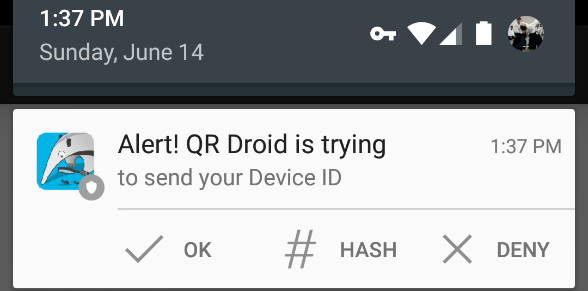 1:37 PM
Sunday, June 14
Alert! QR Droid is trying
1:37 PM
to send your Device ID
OK
# HASH
DENY